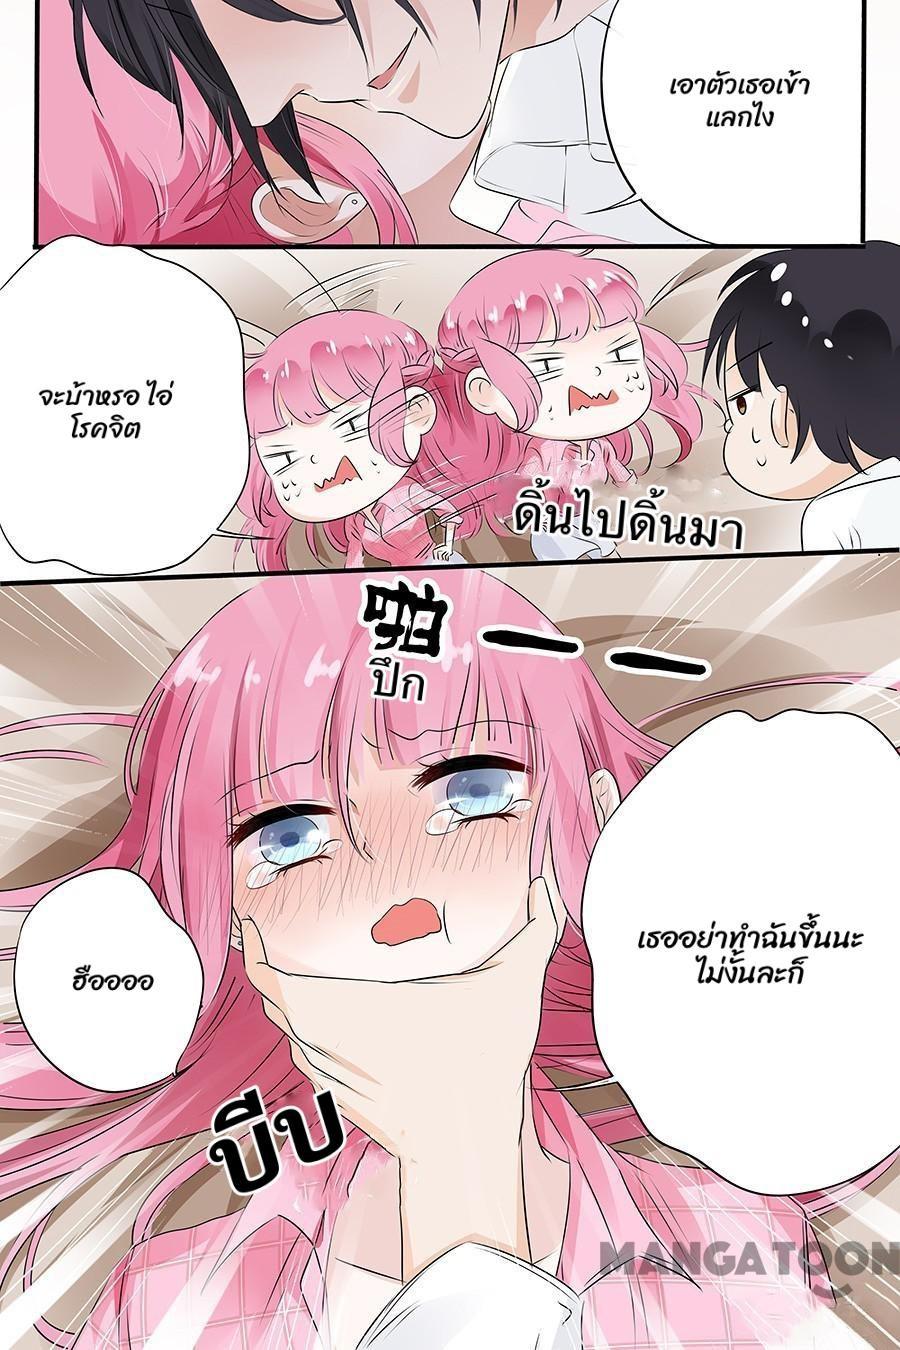 เอาตัวเธอเข้า
แลกไง
จะบ้าหรอ ไอ่
โรคจิต
ดิ้นไปดิ้นมา
啪——
ปึก
เธออย่าทำฉันขึ้นนะ
ไม่งั้นละก็
ฮืออออ
บีบ
MANGATOON